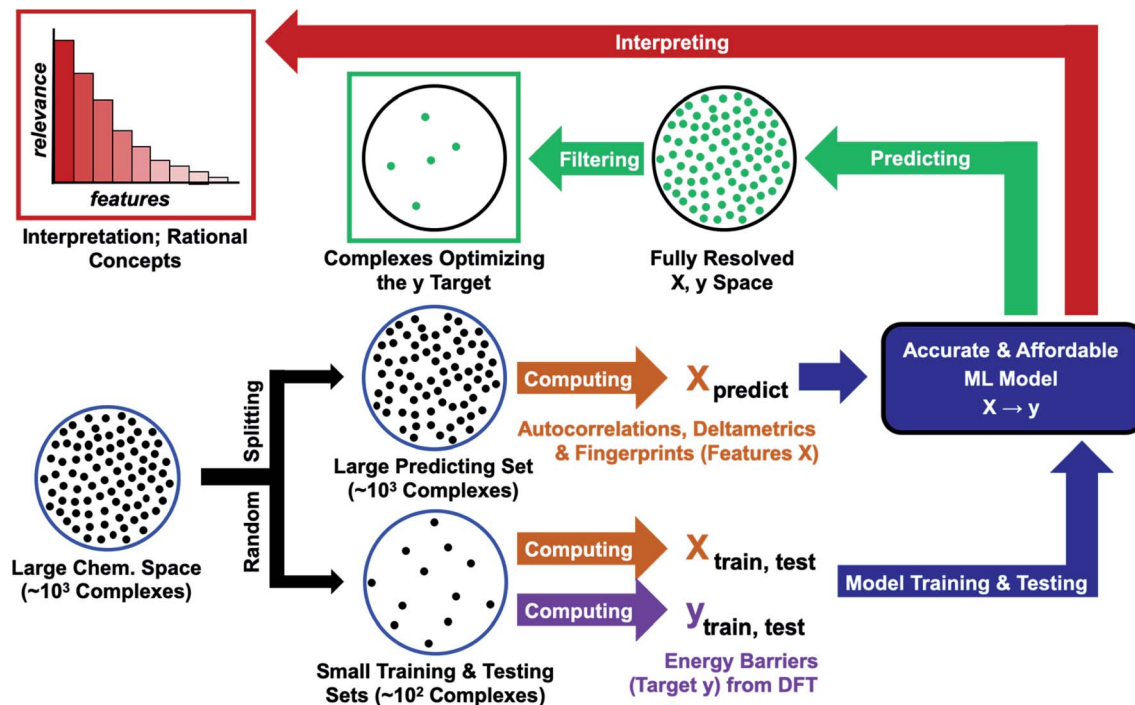 Interpreting
relevance
features
Interpretation; Rational
Concepts
Filtering
Predicting
Complexes Optimizing
the y Target
Fully Resolved
X, y Space
Accurate & Affordable
ML Model
X → y
Large Chem. Space
(~10³ Complexes)
Random Splitting
Large Predicting Set
(~10³ Complexes)
Computing
X predict
Autocorrelations, Deltametrics
& Fingerprints (Features X)
Small Training & Testing
Sets (~10² Complexes)
Computing
X train, test
Computing
y train, test
Energy Barriers
(Target y) from DFT
Model Training & Testing